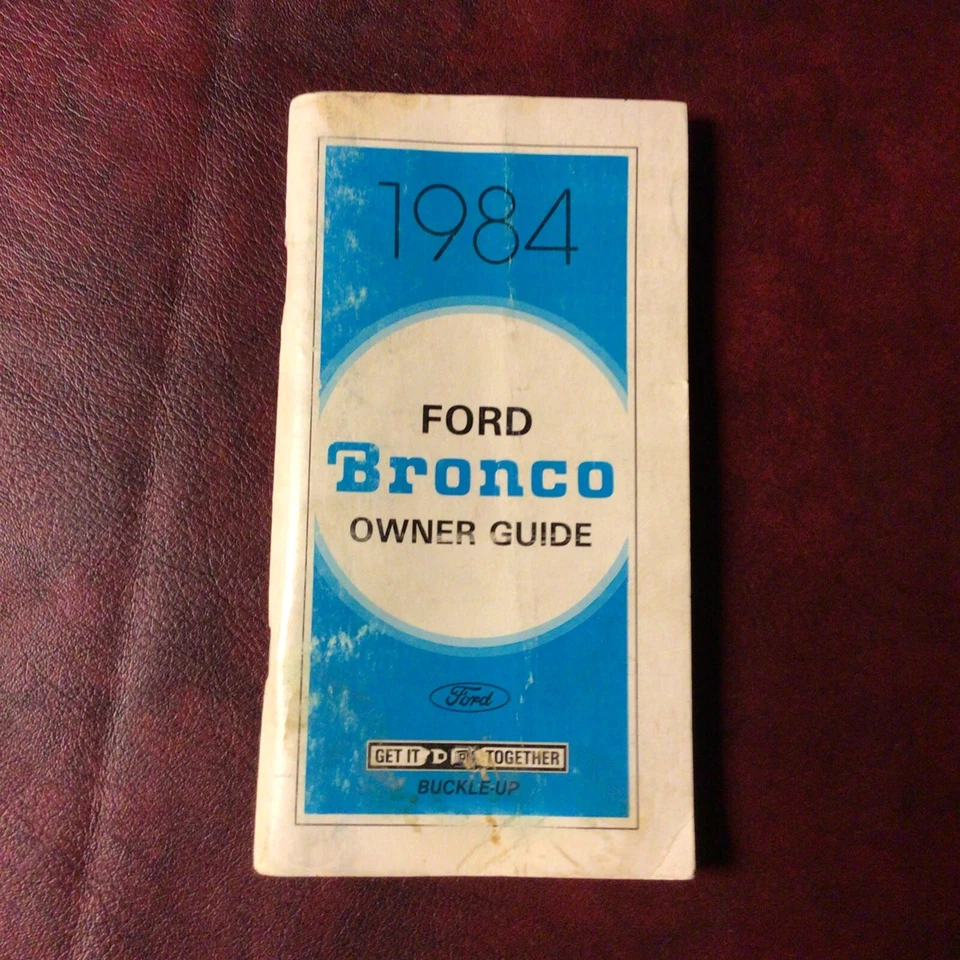 1984
FORD
Bronco
OWNER GUIDE
Ford
GET IT TOGETHER
BUCKLE-UP